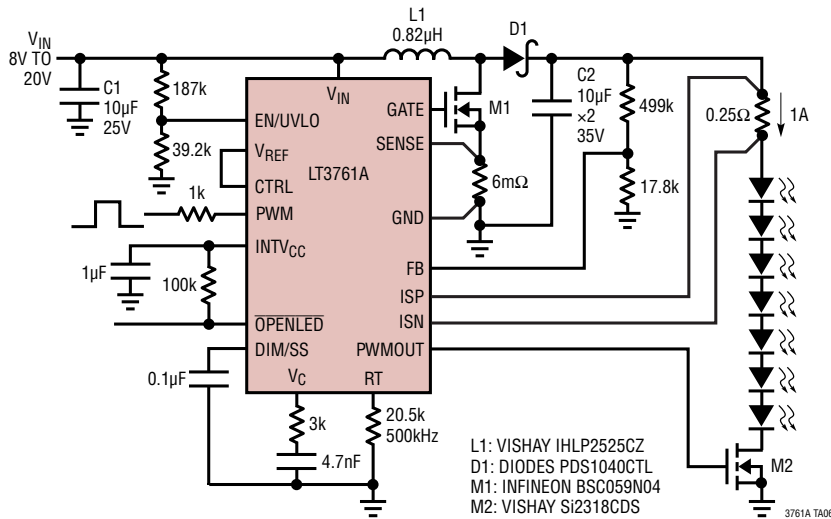 L1
0.82µH
D1
VIN
8V TO
20V
C1
10µF
25V
187k
39.2k
VIN
EN/UVLO
VREF
CTRL
LT3761A
PWM
INTVCC
OPENLED
DIM/SS
VC
RT
GATE
SENSE
GND
FB
ISP
ISN
PWMOUT
M1
6mΩ
C2
10µF
×2
35V
499k
17.8k
0.25Ω
1A
1k
1µF
100k
0.1µF
3k
4.7nF
20.5k
500kHz
M2
L1: VISHAY IHLP2525CZ
D1: DIODES PDS1040CTL
M1: INFINEON BSC059N04
M2: VISHAY Si2318CDS
3761A TA06